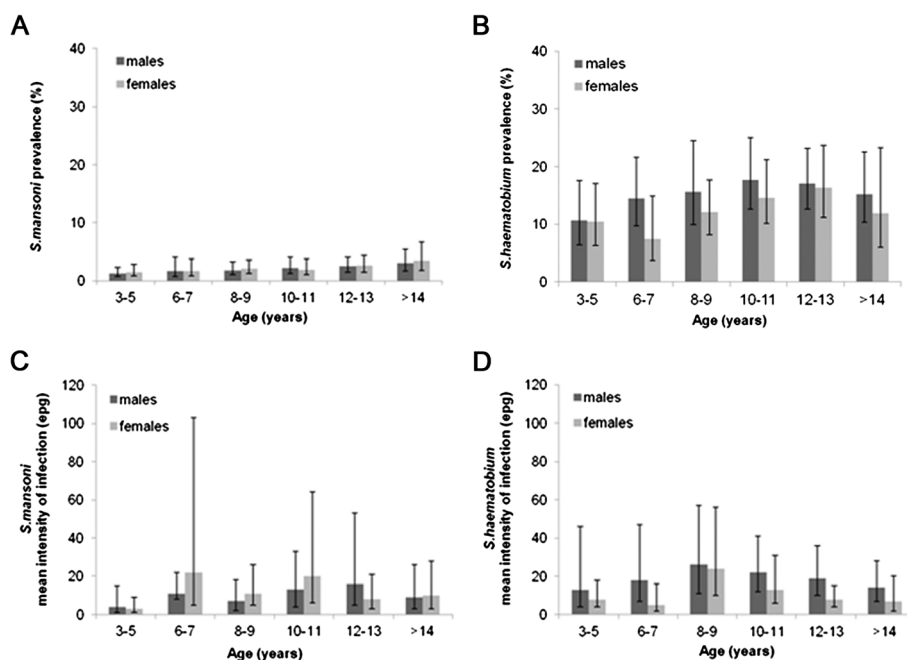 A
S.mansoni prevalence (%)
males
females
40
30
20
10
0
3-5 6-7 8-9 10-11 12-13 >14
Age (years)
B
S.haematobium prevalence (%)
males
females
40
30
20
10
0
3-5 6-7 8-9 10-11 12-13 >14
Age (years)
C
S.mansoni
mean intensity of infection (epg)
males
females
120
100
80
60
40
20
0
3-5 6-7 8-9 10-11 12-13 >14
Age (years)
D
S.haematobium
mean intensity of infection (epg)
males
females
120
100
80
60
40
20
0
3-5 6-7 8-9 10-11 12-13 >14
Age (years)